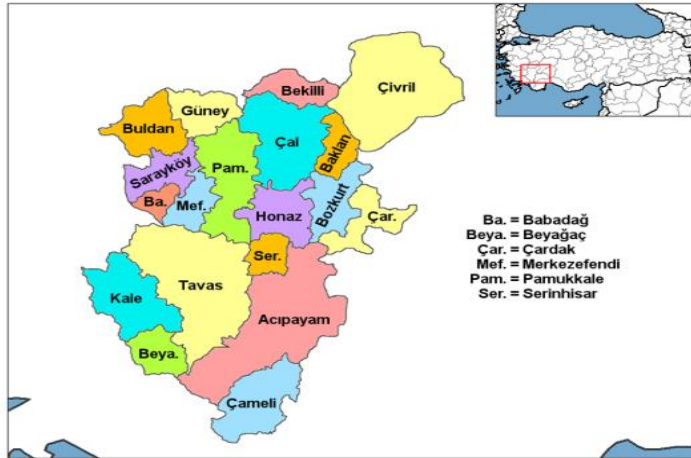 Çivril
Bekilli
Güney
Buldan
Çal
Baklan
Sarayköy
Pam.
Ba.
Mef.
Honaz
Bozkurt
Çar.
Ser.
Tavas
Kale
Acıpayam
Beya.
Çameli
Ba. = Babadağ
Beya. = Beyağaç
Çar. = Çardak
Mef. = Merkezefendi
Pam. = Pamukkale
Ser. = Serinhisar